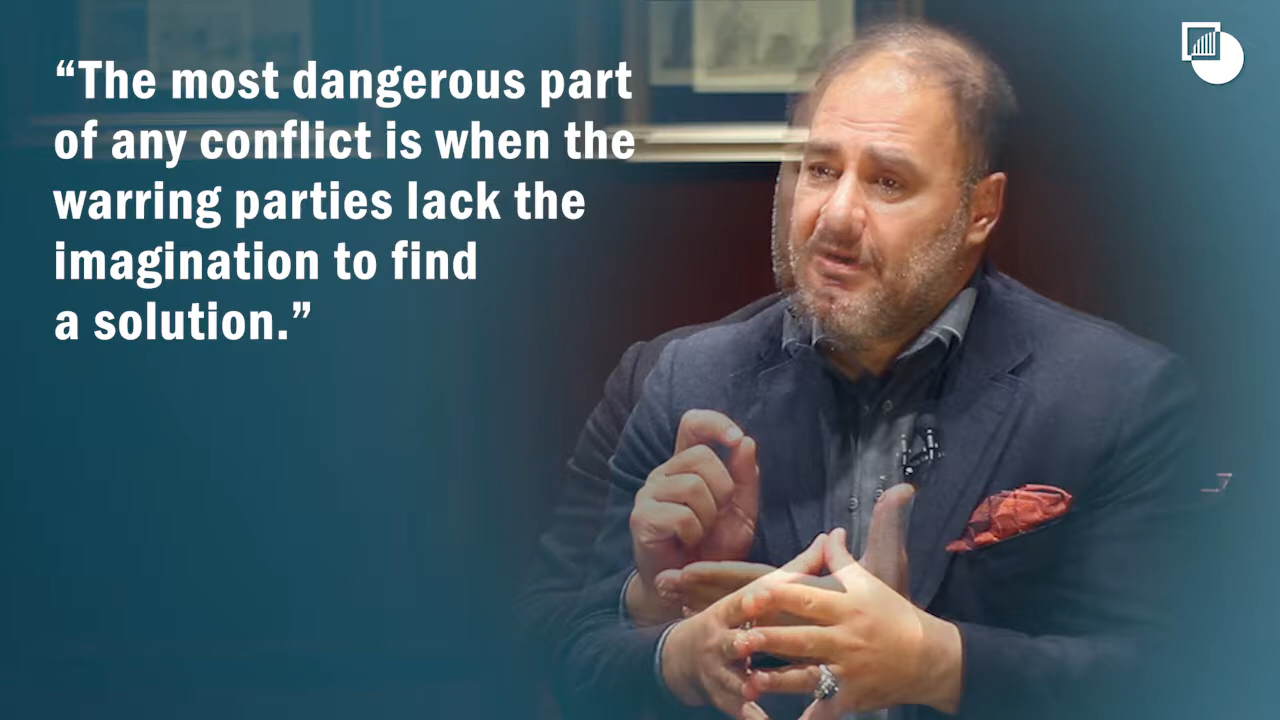 “The most dangerous part
of any conflict is when the
warring parties lack the
imagination to find
a solution.”